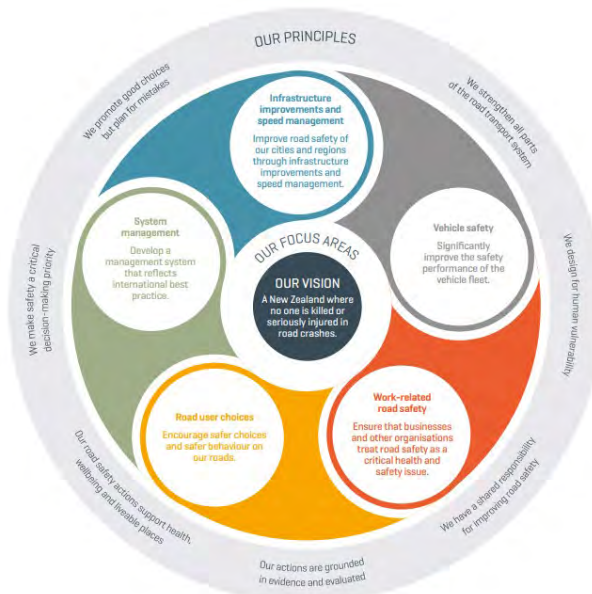 OUR PRINCIPLES
We strengthen all parts
of the road transport system
We design for human vulnerability
We have a shared responsibility
for improving road safety
Our actions are grounded
in evidence and evaluated
Our road safety actions support health,
wellbeing and liveable places
We make safety a critical
decision-making priority
We promote good choices
but plan for mistakes
Infrastructure
improvements and
speed management
Improve road safety of
our cities and regions
through infrastructure
improvements and
speed management.
Vehicle safety
Significantly
improve the safety
performance of the
vehicle fleet.
Work-related
road safety
Ensure that businesses
and other organisations
treat road safety as a
critical health and
safety issue.
Road user choices
Encourage safer choices
and safer behaviour on
our roads.
System
management
Develop a
management system
that reflects
international best
practice.
OUR FOCUS AREAS
OUR VISION
A New Zealand where
no one is killed or
seriously injured in
road crashes.